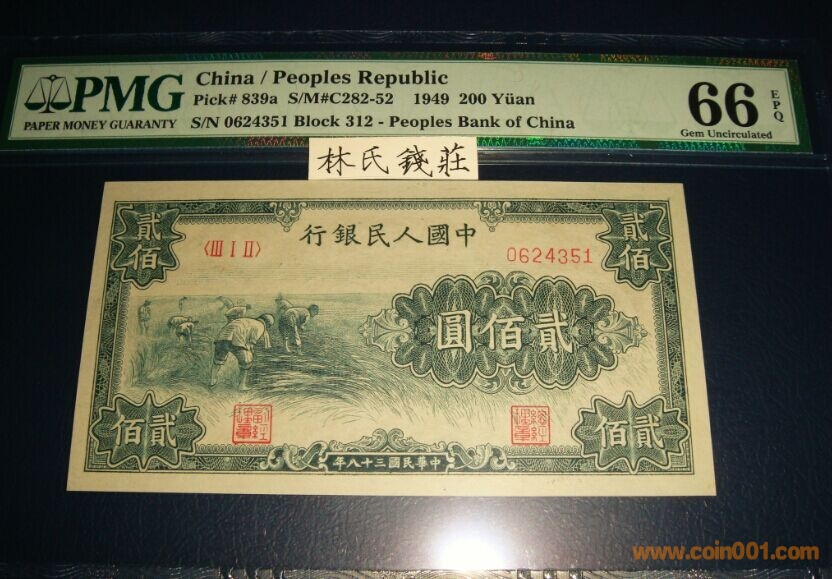 PMG
PAPER MONEY GUARANTY
China / Peoples Republic
Pick# 839a S/M#C282-52 1949 200 Yüan
S/N 0624351 Block 312 - Peoples Bank of China
66 EPQ
Gem Uncirculated
林氏錢莊
貳佰
行銀民人國中
貳佰
〈III I II〉
0624351
圓佰貳
佰貳
佰貳
年八十三國民華中
www.coin001.com